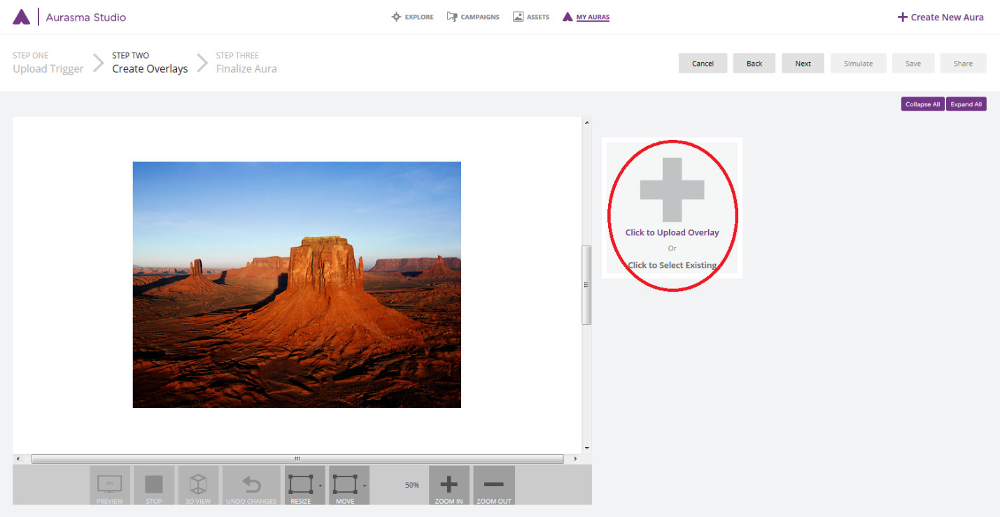 Aurasma Studio
EXPLORE
CAMPAIGNS
ASSETS
MY AURAS
Create New Aura
STEP ONE
Upload Trigger
STEP TWO
Create Overlays
STEP THREE
Finalize Aura
Cancel
Back
Next
Simulate
Save
Share
Collapse All
Expand All
Click to Upload Overlay
Or
Click to Select Existing
PREVIEW
STOP
3D VIEW
UNDO CHANGES
RESIZE
MOVE
50%
ZOOM IN
ZOOM OUT